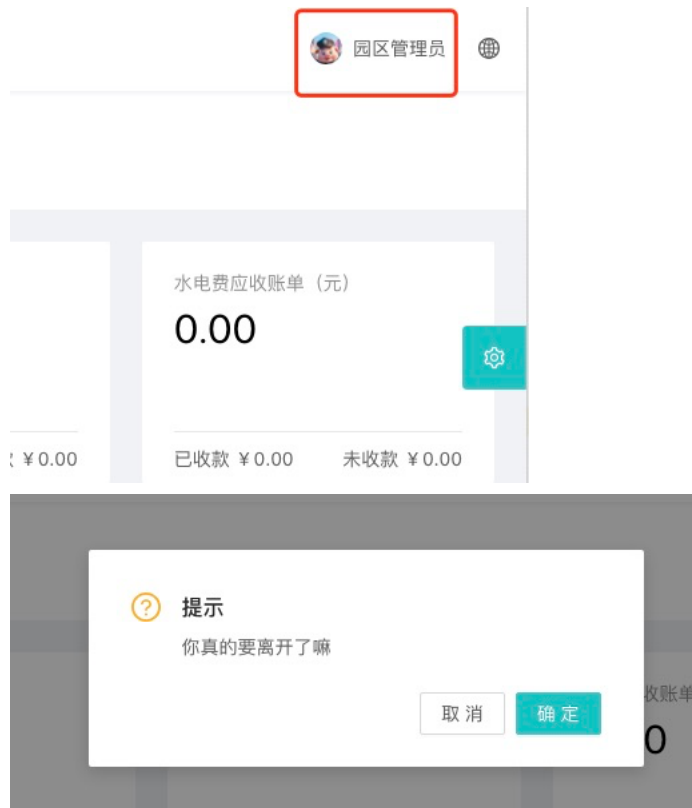 园区管理员
水电费应收账单（元）
0.00
款 ￥0.00
已收款 ￥0.00 未收款 ￥0.00
提示
你真的要离开了嘛
取 消 确 定
收账单
0